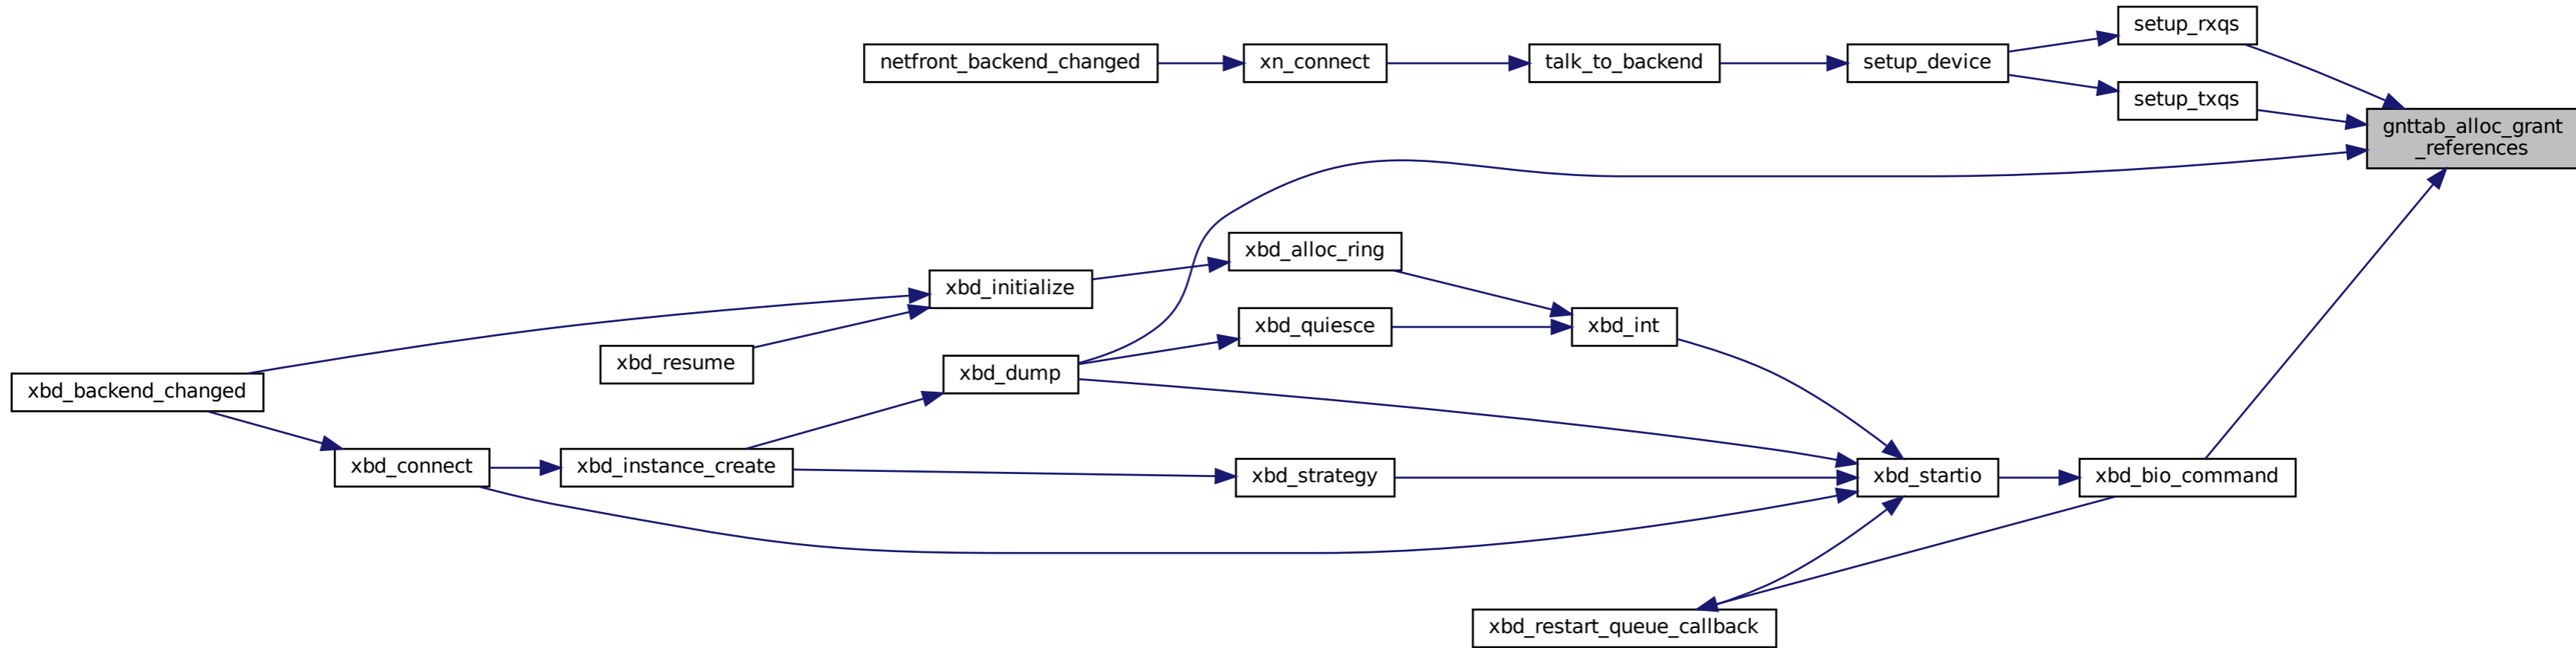 setup_rxqs
netfront_backend_changed
xn_connect
talk_to_backend
setup_device
setup_txqs
gnttab_alloc_grant
_references
xbd_alloc_ring
xbd_initialize
xbd_quiesce
xbd_int
xbd_resume
xbd_dump
xbd_backend_changed
xbd_connect
xbd_instance_create
xbd_strategy
xbd_startio
xbd_bio_command
xbd_restart_queue_callback